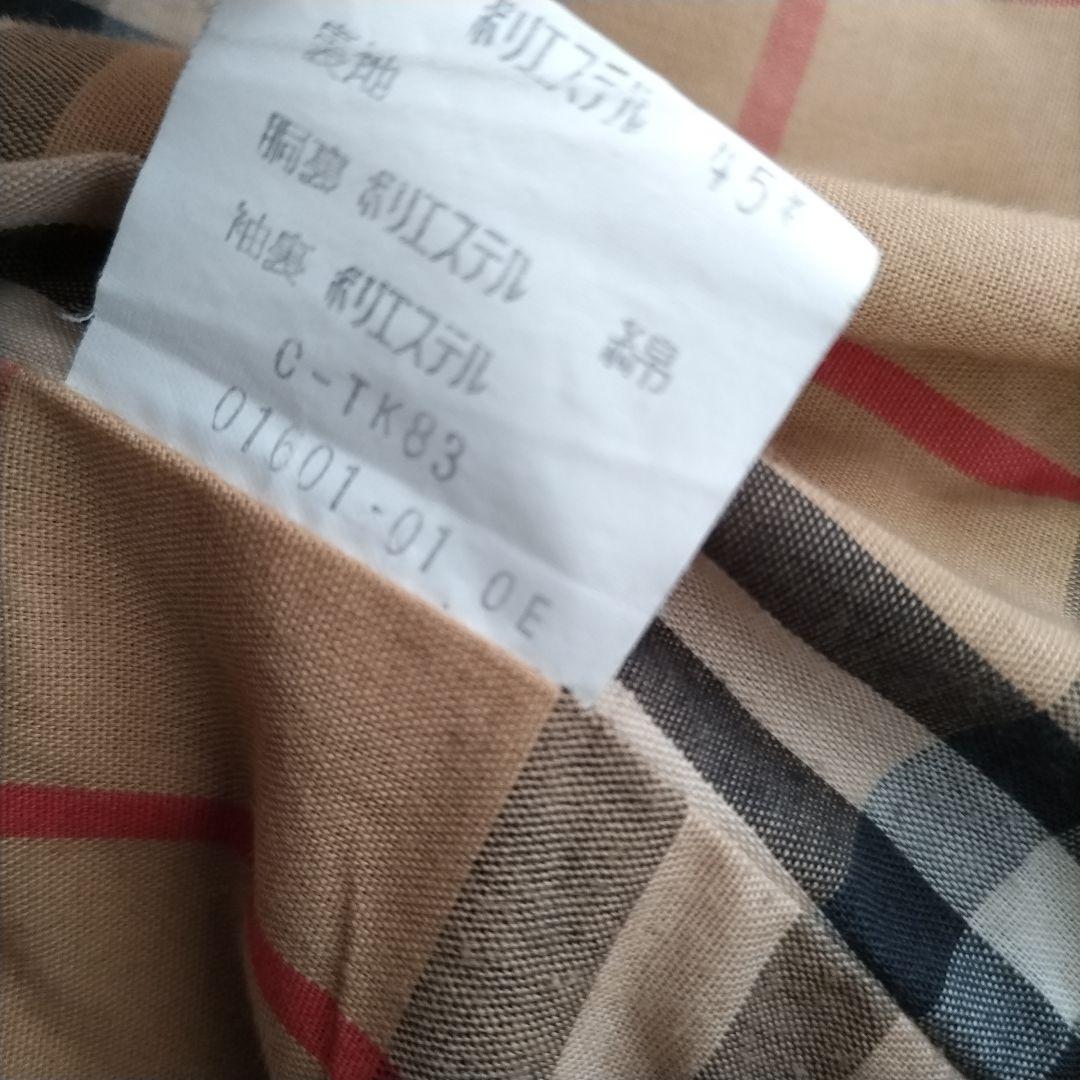 表地 ポリエステル 45%
胴裏 ポリエステル 綿
袖裏 ポリエステル
C-TK83
01601-01 0E